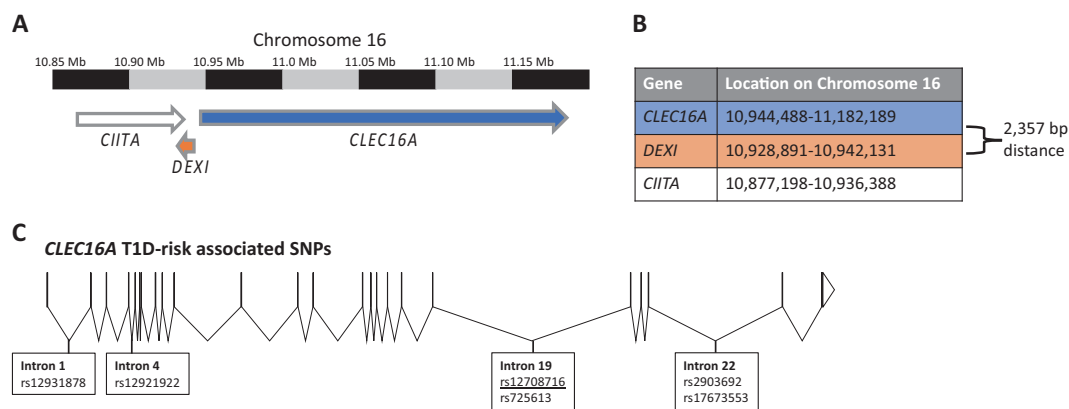 A
Chromosome 16
10.85 Mb 10.90 Mb 10.95 Mb 11.0 Mb 11.05 Mb 11.10 Mb 11.15 Mb
CIITA
DEXI
CLEC16A
B
Gene Location on Chromosome 16
CLEC16A 10,944,488-11,182,189
DEXI 10,928,891-10,942,131
CIITA 10,877,198-10,936,388
2,357 bp
distance
C
CLEC16A T1D-risk associated SNPs
Intron 1
rs12931878
Intron 4
rs12921922
Intron 19
rs12708716
rs725613
Intron 22
rs2903692
rs17673553